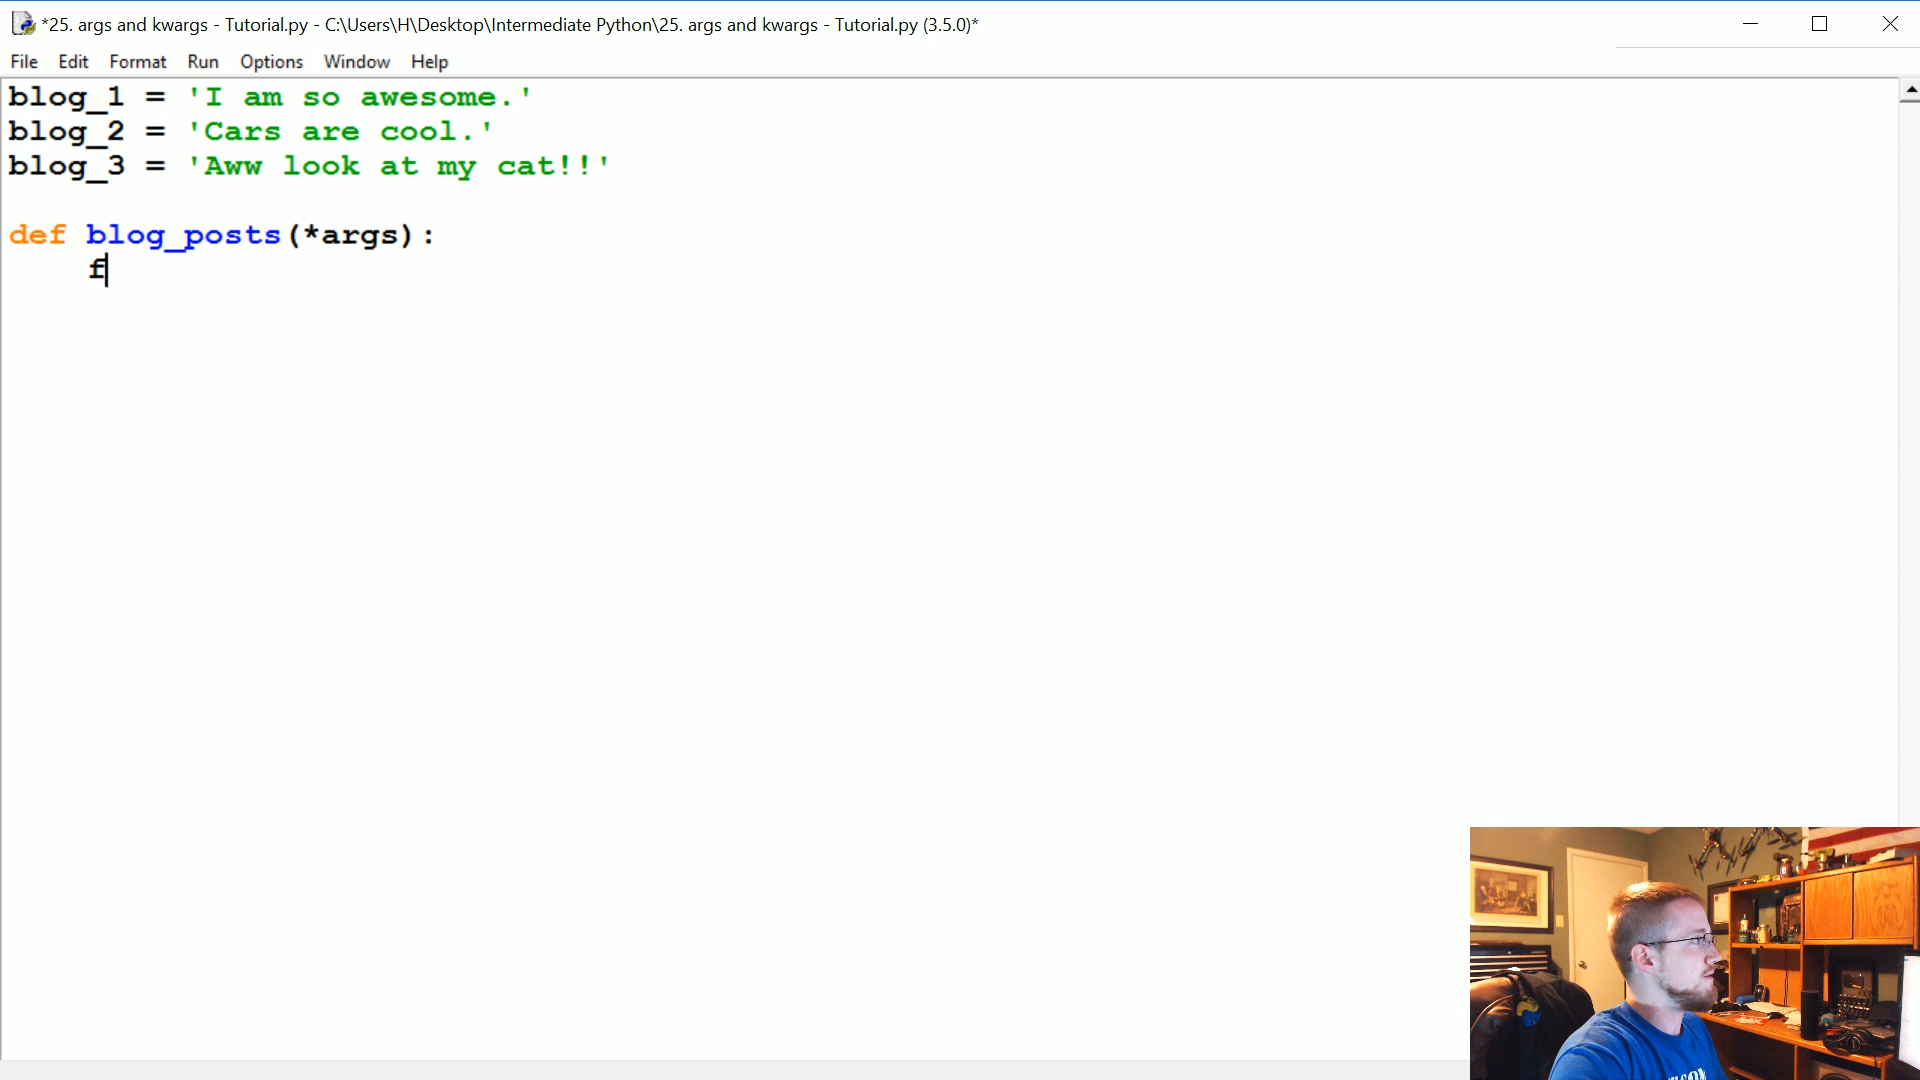 *25. args and kwargs - Tutorial.py - C:\Users\H\Desktop\Intermediate Python\25. args and kwargs - Tutorial.py (3.5.0)*
File Edit Format Run Options Window Help
blog_1 = 'I am so awesome.'
blog_2 = 'Cars are cool.'
blog_3 = 'Aww look at my cat!!'
def blog_posts(*args):
f